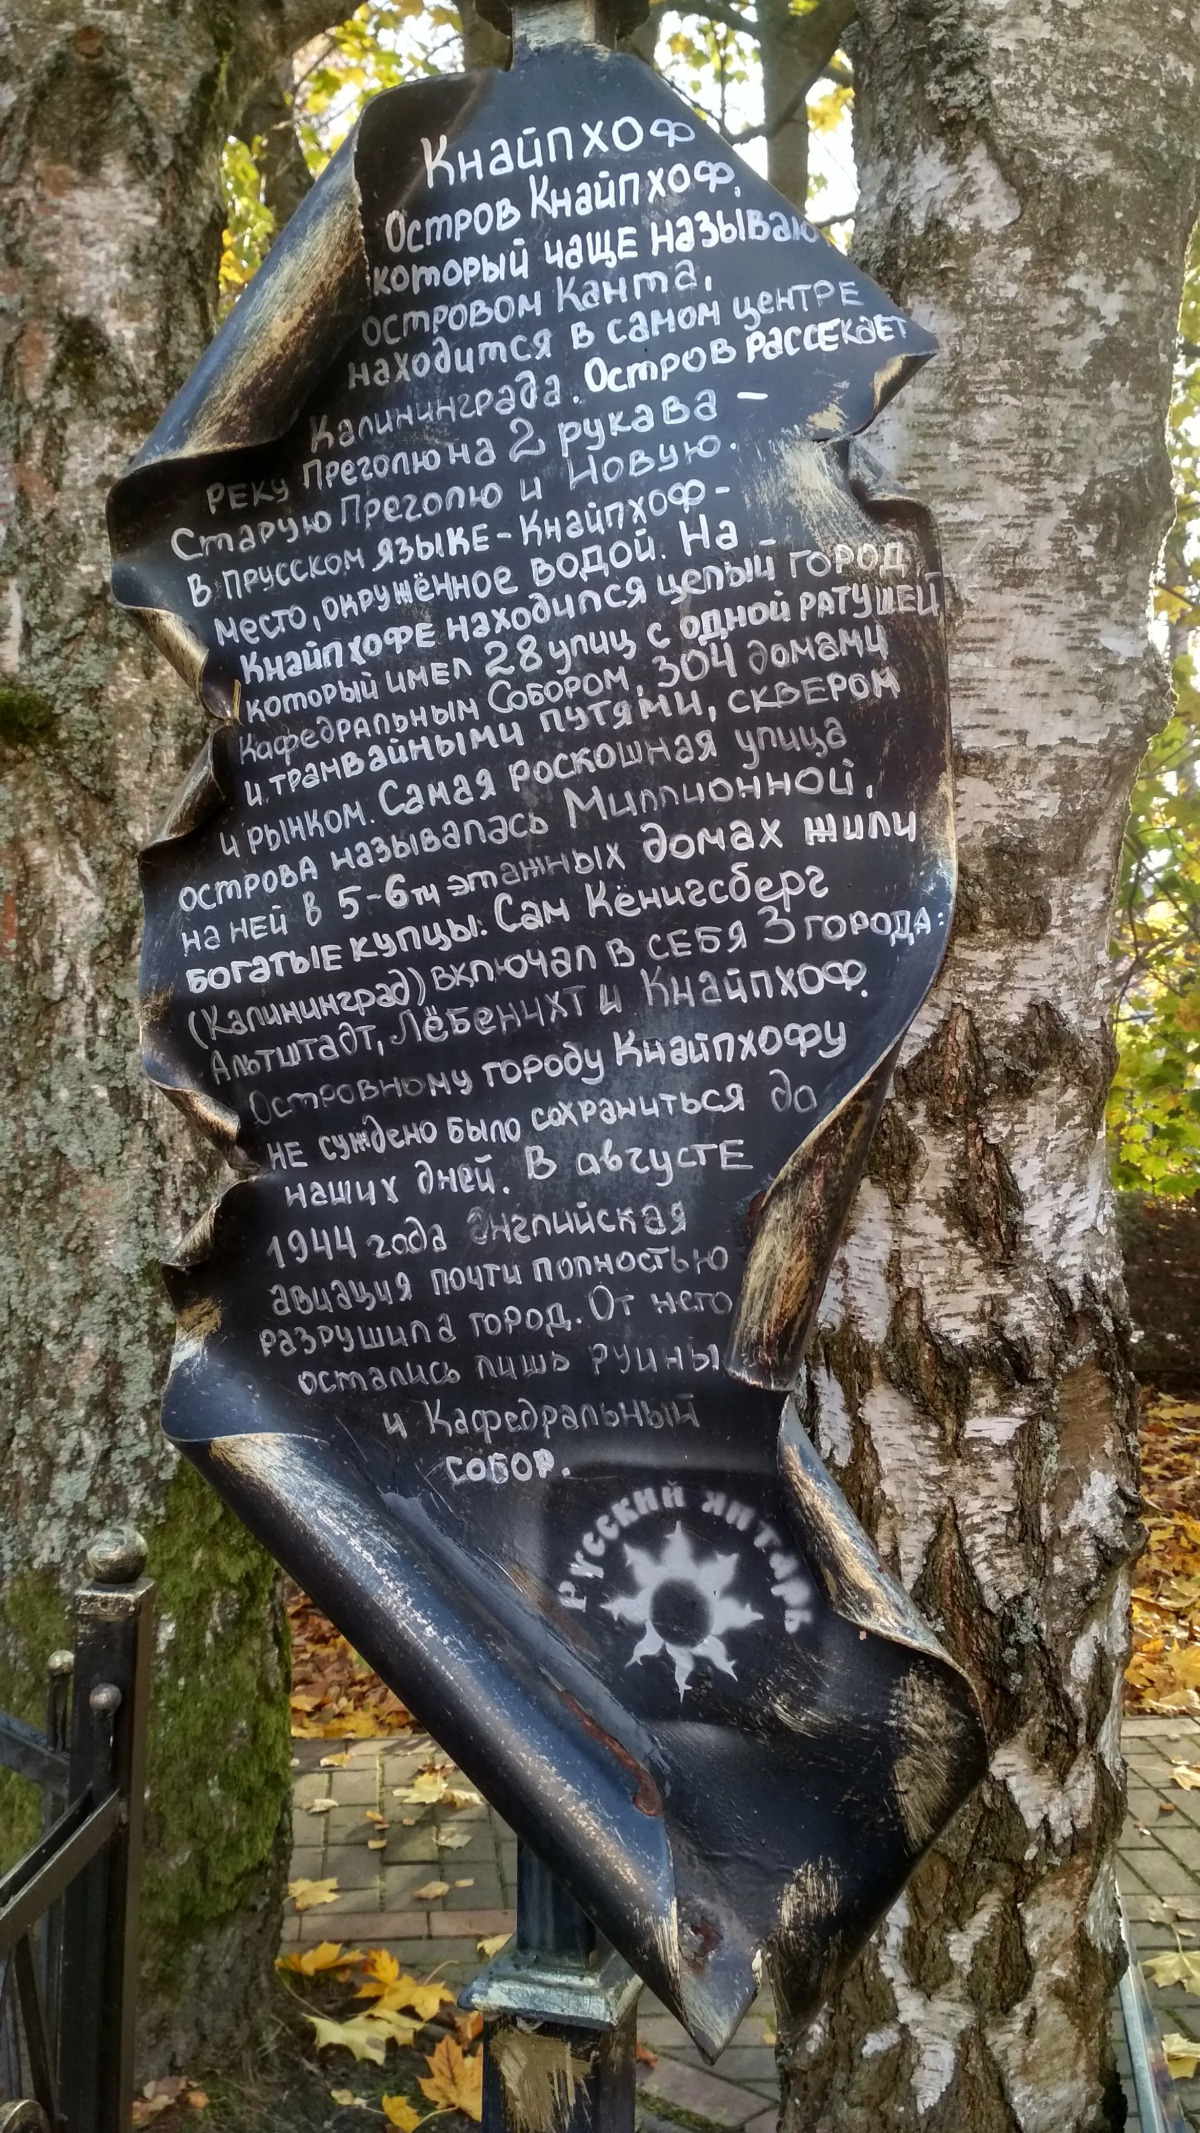 Кнайпхоф
Остров Кнайпхоф,
который чаще называю
островом Канта,
находится в самом центре
Калининграда. Остров рассекает
реку Преголю на 2 рукава –
Старую Преголю и Новую.
В прусском языке - Кнайпхоф -
место, окружённое водой. На -
Кнайпхофе находился целый город
который имел 28 улиц с одной ратушей
Кафедральным Собором, 304 домами
и транвайными путями, сквером
и рынком. Самая роскошная улица
острова называлась Миллионной,
на ней в 5-6ти этажных домах жили
богатые купцы. Сам Кёнигсберг
(Калининград) включал в себя 3 города:
Альтштадт, Лёбенчхт и Кнайпхоф.
Островному городу Кнайпхофу
не суждено было сохраниться до
наших дней. В августе
1944 года английская
авиация почти полностью
разрушила город. От него
остались лишь руины
и Кафедральный
собор.
Русский янтарь